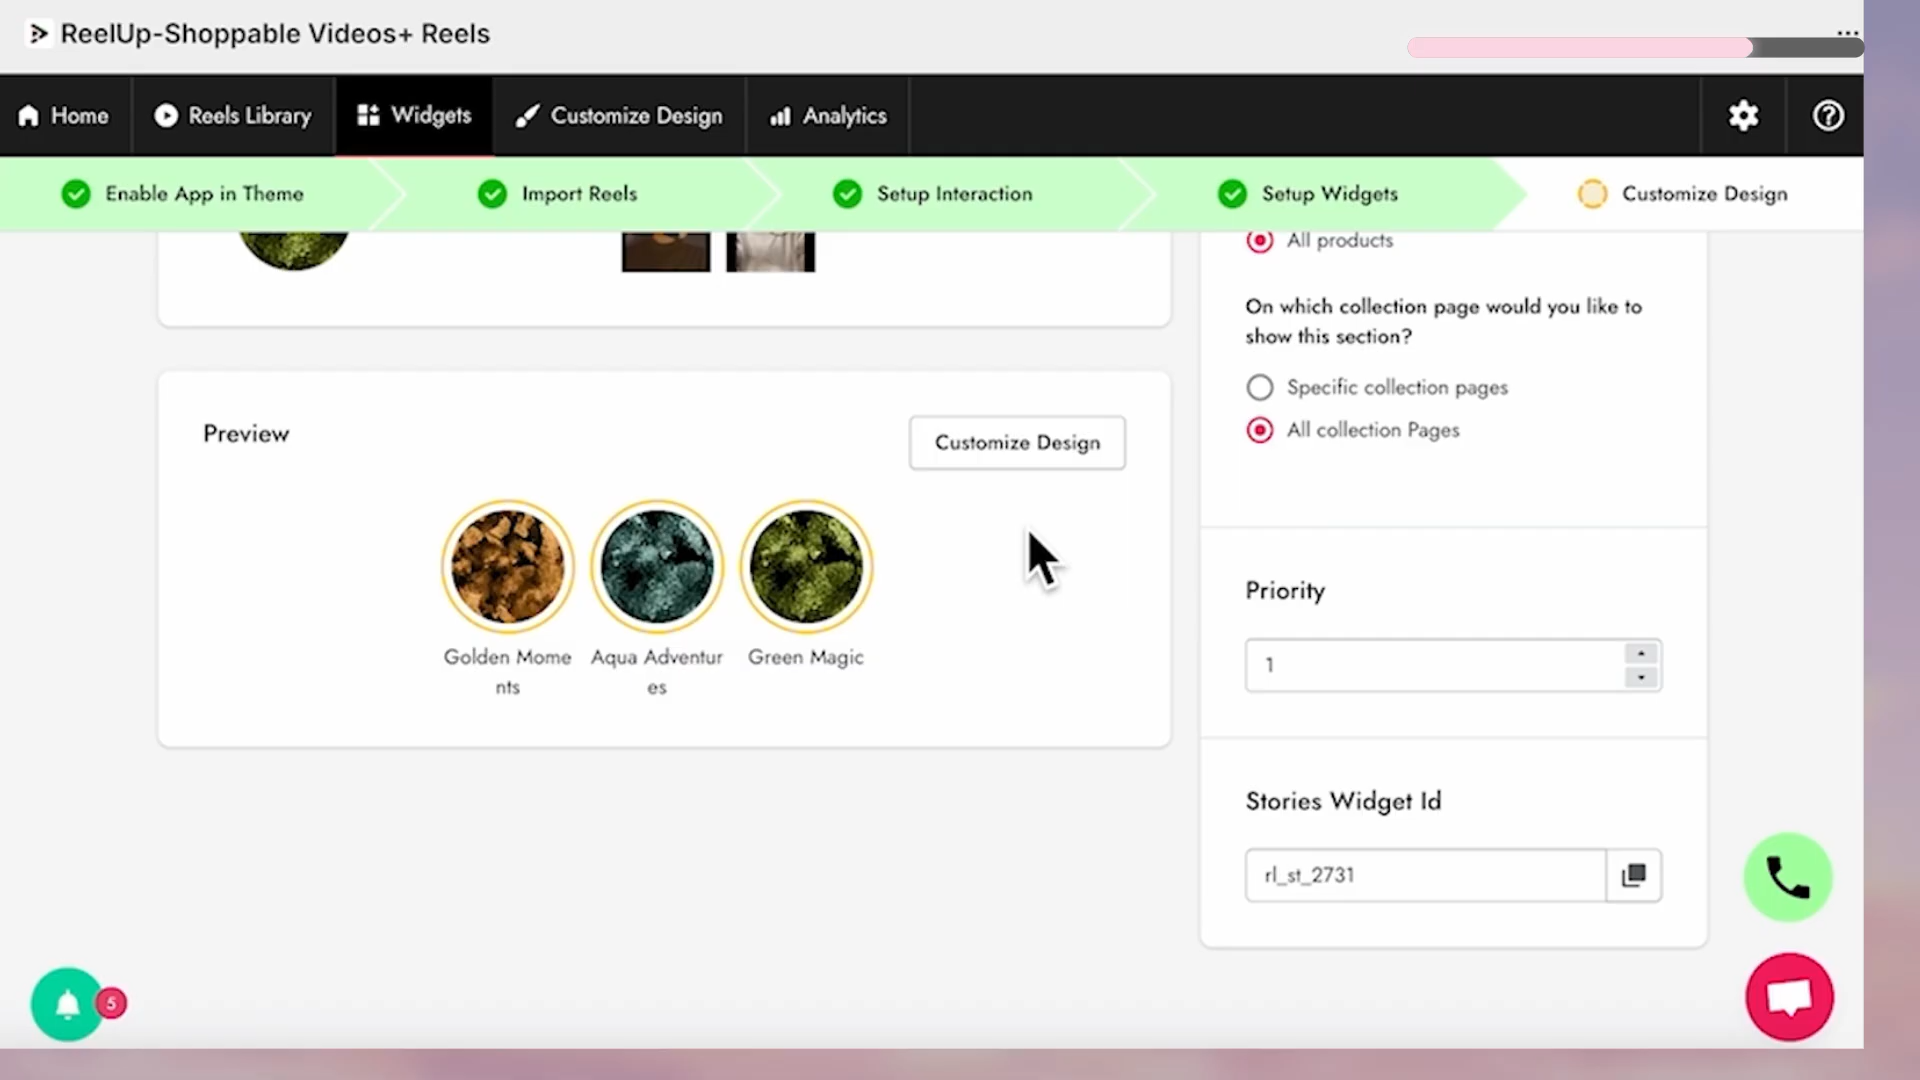 ReelUp-Shoppable Videos+ Reels
Home
Reels Library
Widgets
Customize Design
Analytics
Enable App in Theme
Import Reels
Setup Interaction
Setup Widgets
Customize Design
All products
On which collection page would you like to
show this section?
Specific collection pages
All collection Pages
Preview
Customize Design
Golden Mome
nts
Aqua Adventur
es
Green Magic
Priority
1
Stories Widget Id
rl_st_2731
5